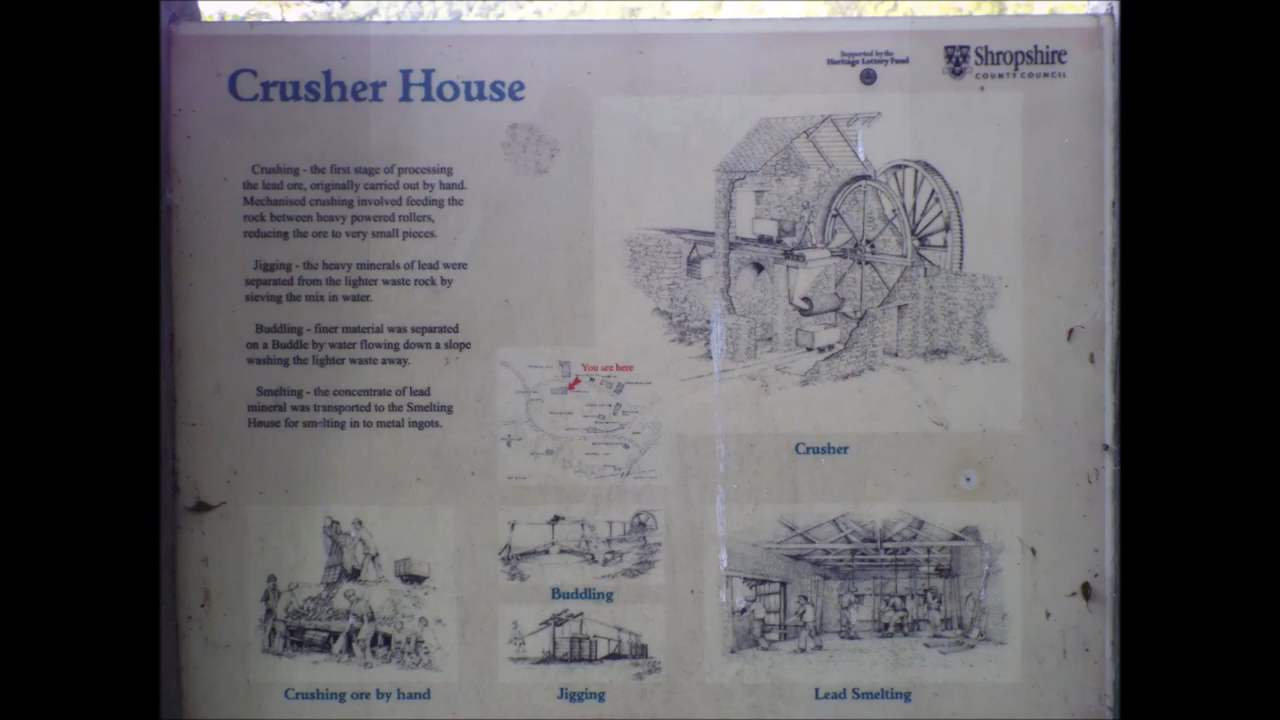 Supported by the
Heritage Lottery Fund
Shropshire
COUNTY COUNCIL
Crusher House
Crushing - the first stage of processing
the lead ore, originally carried out by hand.
Mechanised crushing involved feeding the
rock between heavy powered rollers,
reducing the ore to very small pieces.
Jigging - the heavy minerals of lead were
separated from the lighter waste rock by
sieving the mix in water.
Buddling - finer material was separated
on a Buddle by water flowing down a slope
washing the lighter waste away.
Smelting - the concentrate of lead
mineral was transported to the Smelting
House for smelting in to metal ingots.
You are here
Crusher
Buddling
Crushing ore by hand
Jigging
Lead Smelting